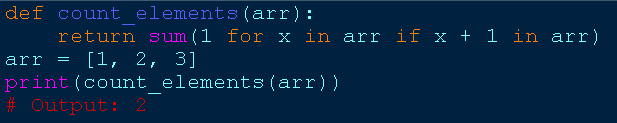 def count_elements(arr):
    return sum(1 for x in arr if x + 1 in arr)
arr = [1, 2, 3]
print(count_elements(arr))
# Output: 2